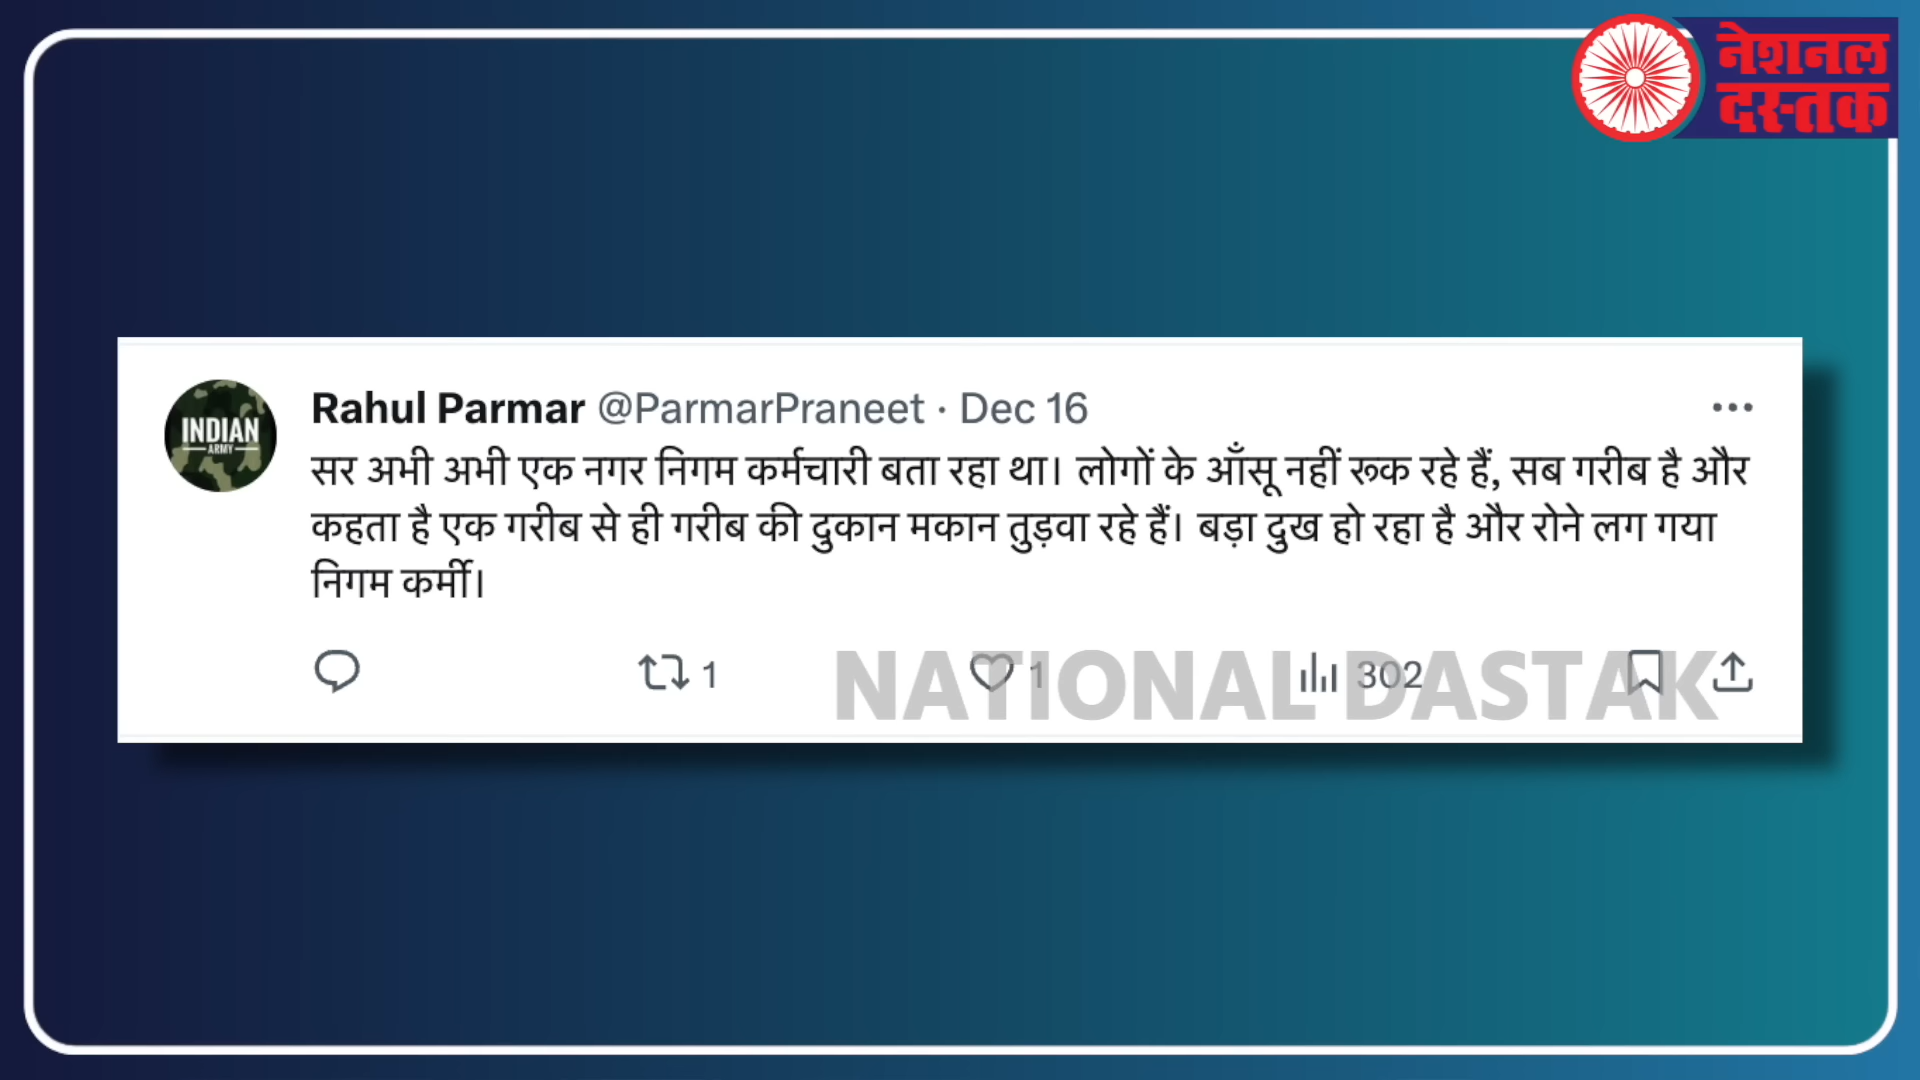 नेशनल
दस्तक
INDIAN
ARMY
Rahul Parmar @ParmarPraneet · Dec 16
सर अभी अभी एक नगर निगम कर्मचारी बता रहा था। लोगों के आँसू नहीं रूक रहे हैं, सब गरीब है और
कहता है एक गरीब से ही गरीब की दुकान मकान तुड़वा रहे हैं। बड़ा दुख हो रहा है और रोने लग गया
निगम कर्मी।
1 1 302
NATIONAL DASTAK